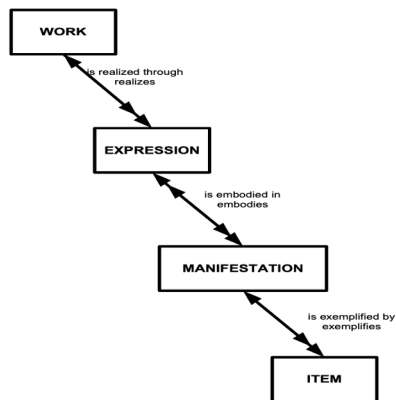 WORK
is realized through
realizes
EXPRESSION
is embodied in
embodies
MANIFESTATION
is exemplified by
exemplifies
ITEM